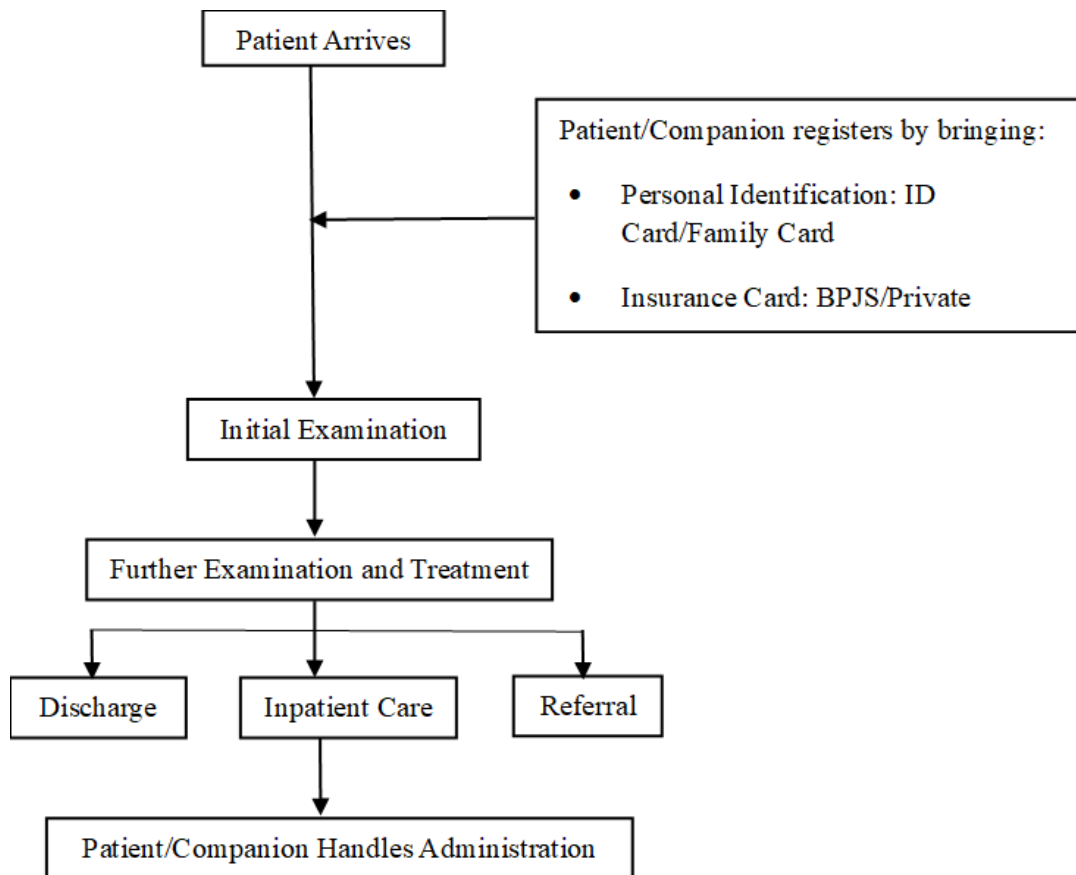 Patient Arrives
Patient/Companion registers by bringing:
• Personal Identification: ID
Card/Family Card
• Insurance Card: BPJS/Private
Initial Examination
Further Examination and Treatment
Discharge
Inpatient Care
Referral
Patient/Companion Handles Administration